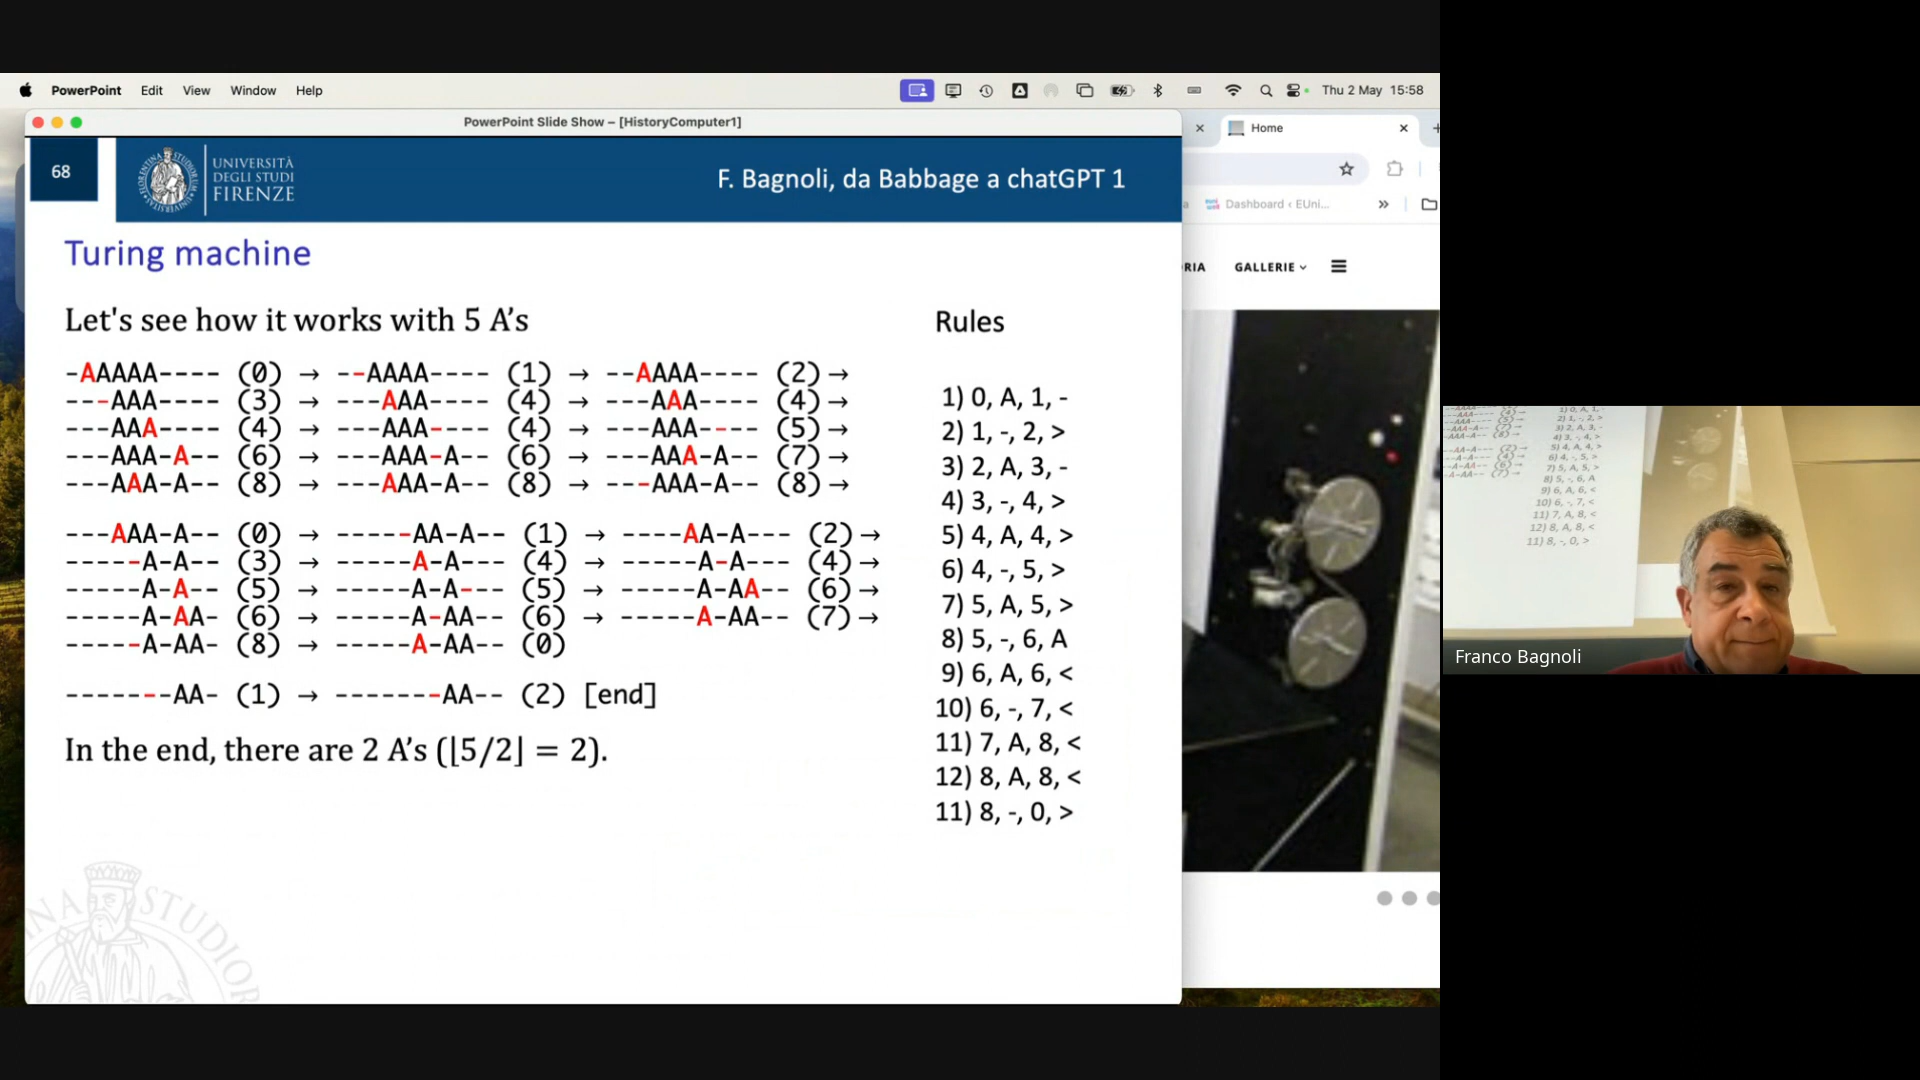 PowerPoint Edit View Window Help Thu 2 May 15:58
PowerPoint Slide Show – [HistoryComputer1]
Home
68
UNIVERSITÀ
DEGLI STUDI
FIRENZE
F. Bagnoli, da Babbage a chatGPT 1
Dashboard ‹ EUni...
RIA GALLERIE
Turing machine
Let's see how it works with 5 A's
-AAAAA---- (0) → --AAAA---- (1) → --AAAA---- (2) →
---AAA---- (3) → ---AAA---- (4) → ---AAA---- (4) →
---AAA---- (4) → ---AAA---- (4) → ---AAA---- (5) →
---AAA-A-- (6) → ---AAA-A-- (6) → ---AAA-A-- (7) →
---AAA-A-- (8) → ---AAA-A-- (8) → ---AAA-A-- (8) →
---AAA-A-- (0) → -----AA-A-- (1) → ----AA-A--- (2) →
-----A-A--- (3) → -----A-A--- (4) → -----A-A--- (4) →
-----A-A--- (5) → -----A-A--- (5) → -----A-AA-- (6) →
-----A-AA- (6) → -----A-AA-- (6) → -----A-AA-- (7) →
-----A-AA- (8) → -----A-AA-- (0)
-------AA- (1) → -------AA-- (2) [end]
In the end, there are 2 A's (⌊5/2⌋ = 2).
Rules
1) 0, A, 1, -
2) 1, -, 2, >
3) 2, A, 3, -
4) 3, -, 4, >
5) 4, A, 4, >
6) 4, -, 5, >
7) 5, A, 5, >
8) 5, -, 6, A
9) 6, A, 6, <
10) 6, -, 7, <
11) 7, A, 8, <
12) 8, A, 8, <
11) 8, -, 0, >
Franco Bagnoli